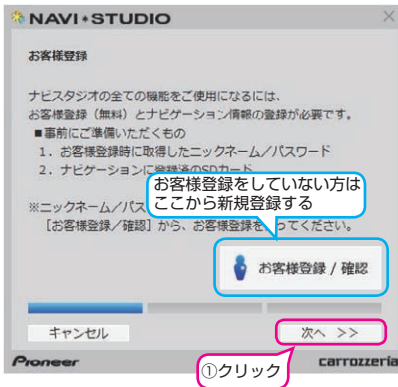 NAVI*STUDIO
お客様登録
ナビスタジオの全ての機能をご使用になるには、
お客様登録（無料）とナビゲーション情報の登録が必要です。
■事前にご準備いただくもの
1．お客様登録時に取得したニックネーム／パスワード
2．ナビゲーションに登録済のSDカード
お客様登録をしていない方は
ここから新規登録する
※ニックネーム／パス
［お客様登録／確認］から、お客様登録を ってください。
お客様登録 / 確認
キャンセル
次へ >>
Pioneer
①クリック
carrozzeria